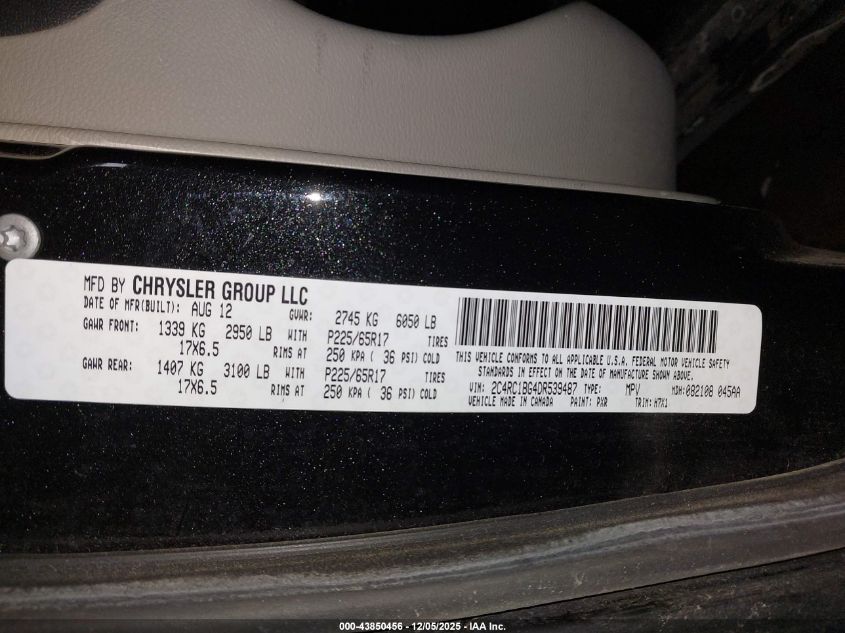 MFD BY CHRYSLER GROUP LLC
DATE OF MFR(BUILT): AUG 12 GVWR: 2745 KG 6050 LB
GAWR FRONT: 1339 KG 2950 LB WITH P225/65R17 TIRES
17X6.5 RIMS AT 250 KPA ( 36 PSI) COLD
GAWR REAR: 1407 KG 3100 LB WITH P225/65R17 TIRES
17X6.5 RIMS AT 250 KPA ( 36 PSI) COLD
THIS VEHICLE CONFORMS TO ALL APPLICABLE U.S.A. FEDERAL MOTOR VEHICLE SAFETY
STANDARDS IN EFFECT ON THE DATE OF MANUFACTURE SHOWN ABOVE.
VIN: 2C4RC1BG4DR539487 TYPE: MPV MDH:082108 045AA
VEHICLE MADE IN CANADA PAINT: PXR TRIM: M7X1
000-43850456 - 12/05/2025 - IAA Inc.